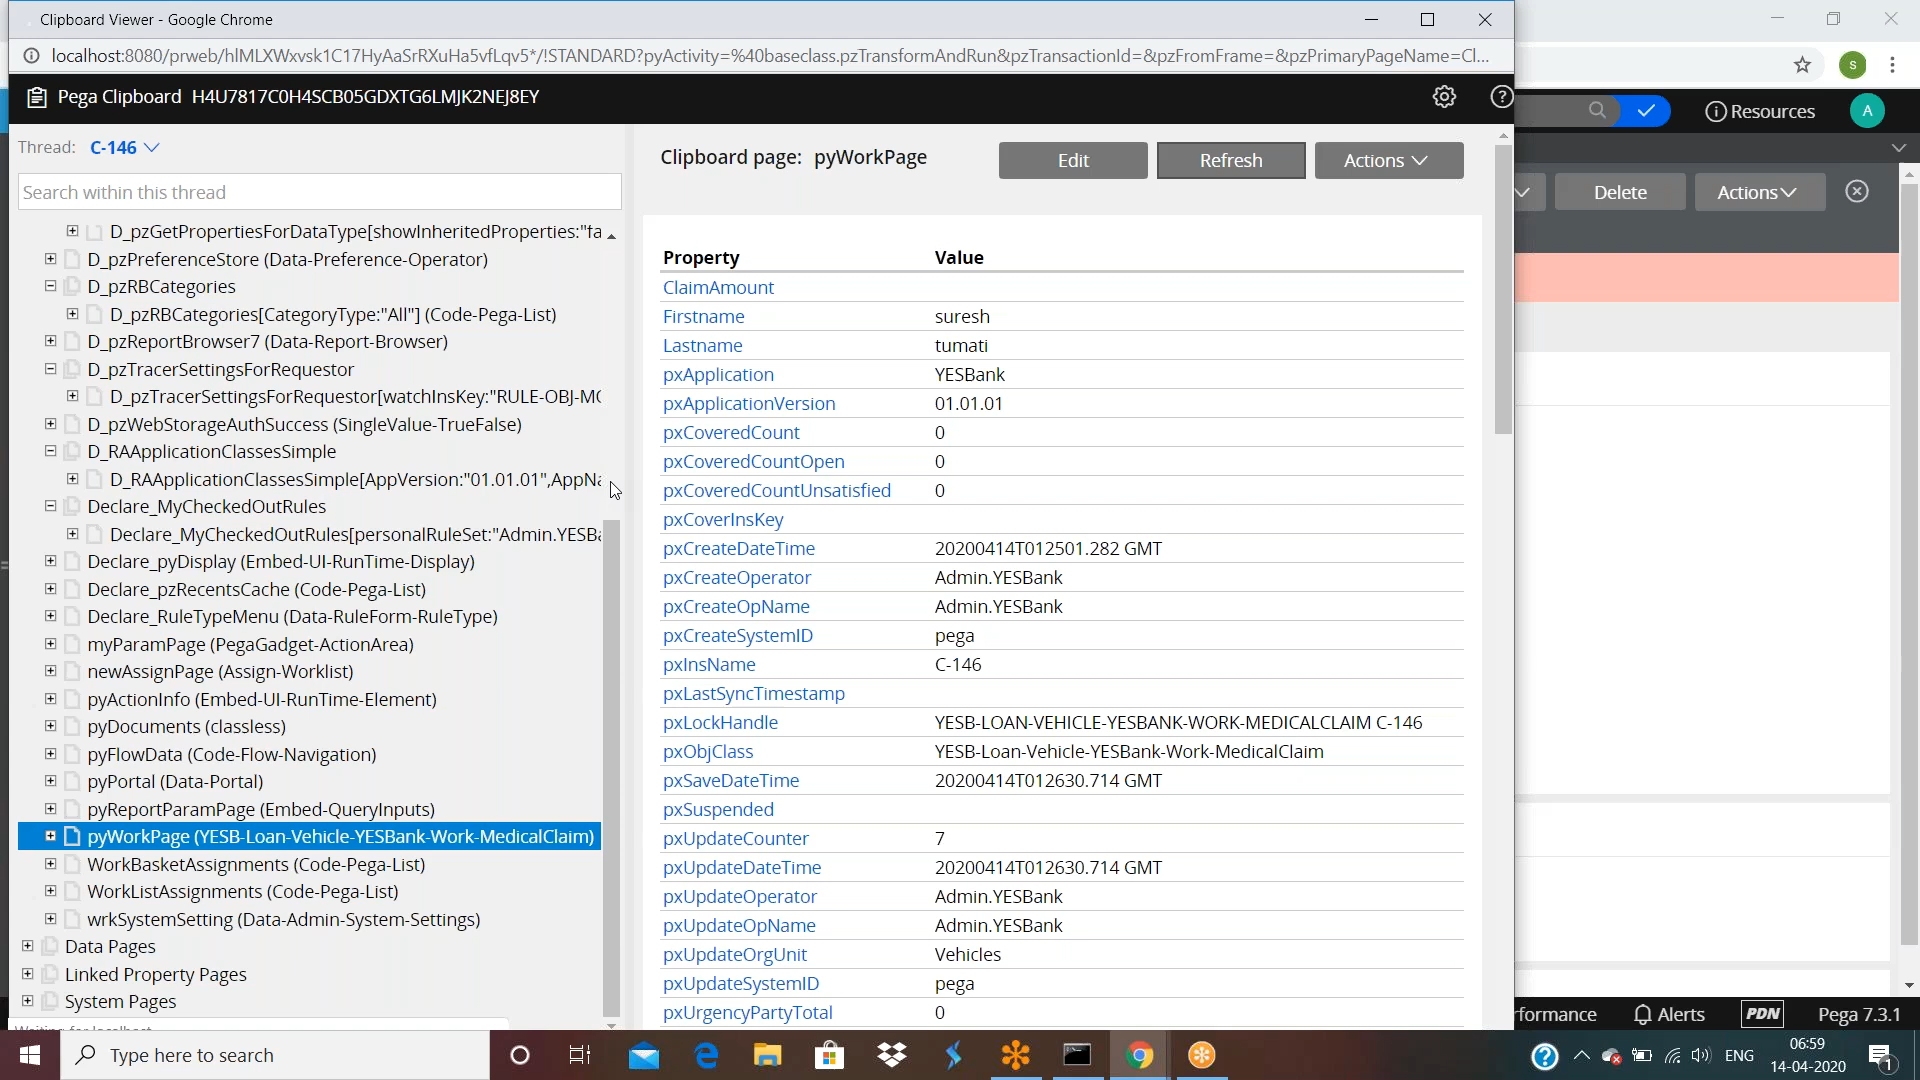 Clipboard Viewer - Google Chrome
localhost:8080/prweb/hlMLXWxvsk1C17HyAaSrRXuHa5vfLqv5*/!STANDARD?pyActivity=%40baseclass.pzTransformAndRun&pzTransactionId=&pzFromFrame=&pzPrimaryPageName=Cl...
S
Pega Clipboard H4U7817C0H4SCB05GDXTG6LMJK2NEJ8EY
Resources
A
Thread: C-146
Search within this thread
D_pzGetPropertiesForDataType[showInheritedProperties:"fa
D_pzPreferenceStore (Data-Preference-Operator)
D_pzRBCategories
D_pzRBCategories[CategoryType:"All"] (Code-Pega-List)
D_pzReportBrowser7 (Data-Report-Browser)
D_pzTracerSettingsForRequestor
D_pzTracerSettingsForRequestor[watchInsKey:"RULE-OBJ-MO
D_pzWebStorageAuthSuccess (SingleValue-TrueFalse)
D_RAApplicationClassesSimple
D_RAApplicationClassesSimple[AppVersion:"01.01.01",AppNa
Declare_MyCheckedOutRules
Declare_MyCheckedOutRules[personalRuleSet:"Admin.YESBa
Declare_pyDisplay (Embed-UI-RunTime-Display)
Declare_pzRecentsCache (Code-Pega-List)
Declare_RuleTypeMenu (Data-RuleForm-RuleType)
myParamPage (PegaGadget-ActionArea)
newAssignPage (Assign-Worklist)
pyActionInfo (Embed-UI-RunTime-Element)
pyDocuments (classless)
pyFlowData (Code-Flow-Navigation)
pyPortal (Data-Portal)
pyReportParamPage (Embed-QueryInputs)
pyWorkPage (YESB-Loan-Vehicle-YESBank-Work-MedicalClaim)
WorkBasketAssignments (Code-Pega-List)
WorkListAssignments (Code-Pega-List)
wrkSystemSetting (Data-Admin-System-Settings)
Data Pages
Linked Property Pages
System Pages
Clipboard page: pyWorkPage
Edit
Refresh
Actions
Property Value
ClaimAmount
Firstname suresh
Lastname tumati
pxApplication YESBank
pxApplicationVersion 01.01.01
pxCoveredCount 0
pxCoveredCountOpen 0
pxCoveredCountUnsatisfied 0
pxCoverInsKey
pxCreateDateTime 20200414T012501.282 GMT
pxCreateOperator Admin.YESBank
pxCreateOpName Admin.YESBank
pxCreateSystemID pega
pxInsName C-146
pxLastSyncTimestamp
pxLockHandle YESB-LOAN-VEHICLE-YESBANK-WORK-MEDICALCLAIM C-146
pxObjClass YESB-Loan-Vehicle-YESBank-Work-MedicalClaim
pxSaveDateTime 20200414T012630.714 GMT
pxSuspended
pxUpdateCounter 7
pxUpdateDateTime 20200414T012630.714 GMT
pxUpdateOperator Admin.YESBank
pxUpdateOpName Admin.YESBank
pxUpdateOrgUnit Vehicles
pxUpdateSystemID pega
pxUrgencyPartyTotal 0
Delete
Actions
rformance
Alerts
PDN
Pega 7.3.1
Type here to search
ENG
06:59
14-04-2020
1